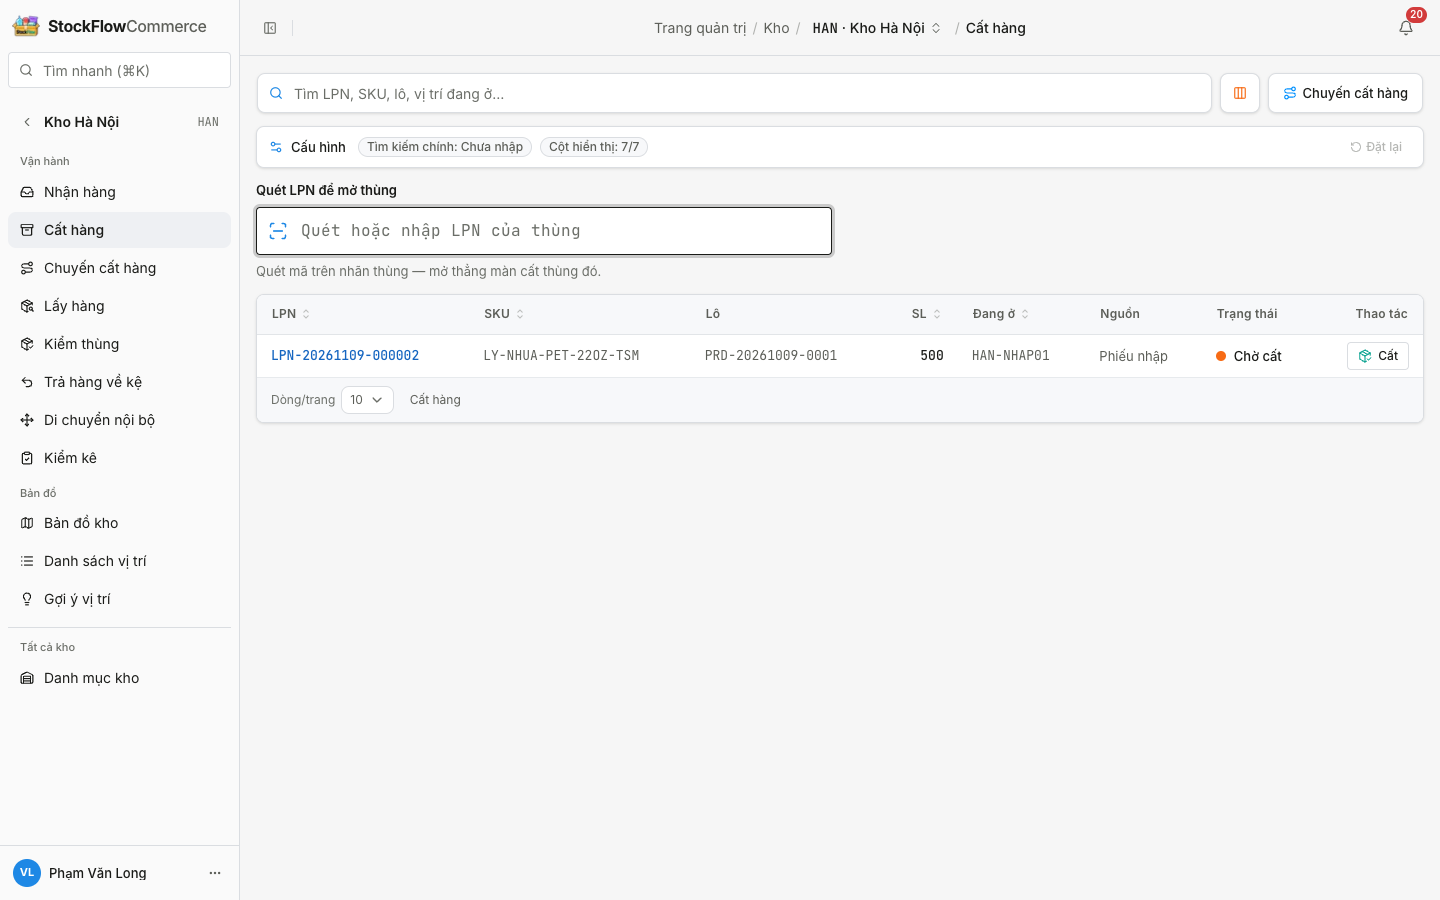 StockFlowCommerce
Tìm nhanh (⌘K)
Kho Hà Nội HAN
Vận hành
Nhận hàng
Cất hàng
Chuyến cất hàng
Lấy hàng
Kiểm thùng
Trả hàng về kệ
Di chuyển nội bộ
Kiểm kê
Bản đồ
Bản đồ kho
Danh sách vị trí
Gợi ý vị trí
Tất cả kho
Danh mục kho
VL Phạm Văn Long
Trang quản trị / Kho / HAN · Kho Hà Nội / Cất hàng
20
Tìm LPN, SKU, lô, vị trí đang ở...
Chuyến cất hàng
Cấu hình Tìm kiếm chính: Chưa nhập Cột hiển thị: 7/7 Đặt lại
Quét LPN để mở thùng
Quét hoặc nhập LPN của thùng
Quét mã trên nhãn thùng — mở thẳng màn cất thùng đó.
LPN SKU Lô SL Đang ở Nguồn Trạng thái Thao tác
LPN-20261109-000002 LY-NHUA-PET-22OZ-TSM PRD-20261009-0001 500 HAN-NHAP01 Phiếu nhập Chờ cất Cất
Dòng/trang 10 Cất hàng